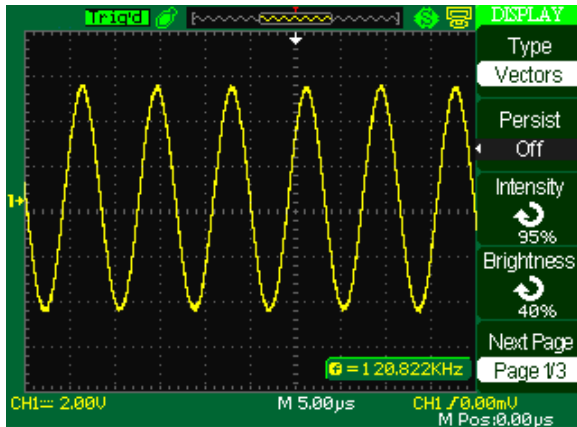 Trig'd
DISPLAY
Type
Vectors
Persist
Off
Intensity
95%
Brightness
40%
Next Page
Page 1/3
1
f = 120.822KHz
CH1 2.00V
M 5.00μs
CH1 / 0.00mV
M Pos:0.00μs